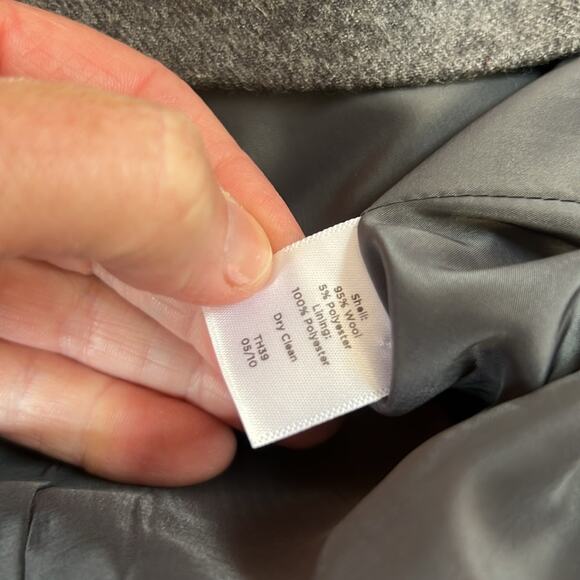 Shell:
95% Wool
5% Polyester
Lining:
100% Polyester
Dry Clean
TH39
05/10